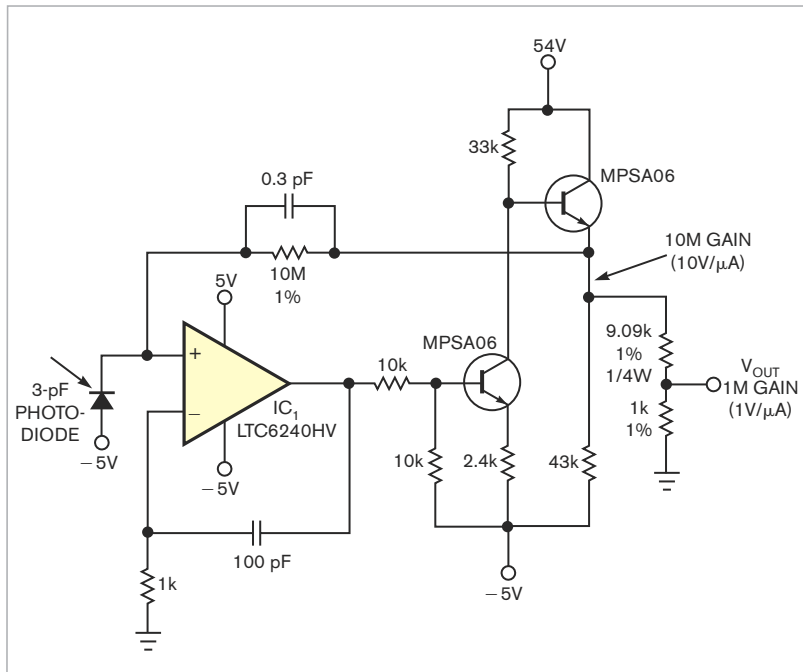 54V
33k
MPSA06
0.3 pF
10M GAIN
(10V/μA)
10M
1%
5V
9.09k
1%
1/4W
MPSA06
V_OUT
1M GAIN
(1V/μA)
+
10k
3-pF
PHOTO-
DIODE
−
IC₁
LTC6240HV
1k
1%
−5V
−5V
10k
2.4k
43k
100 pF
1k
−5V